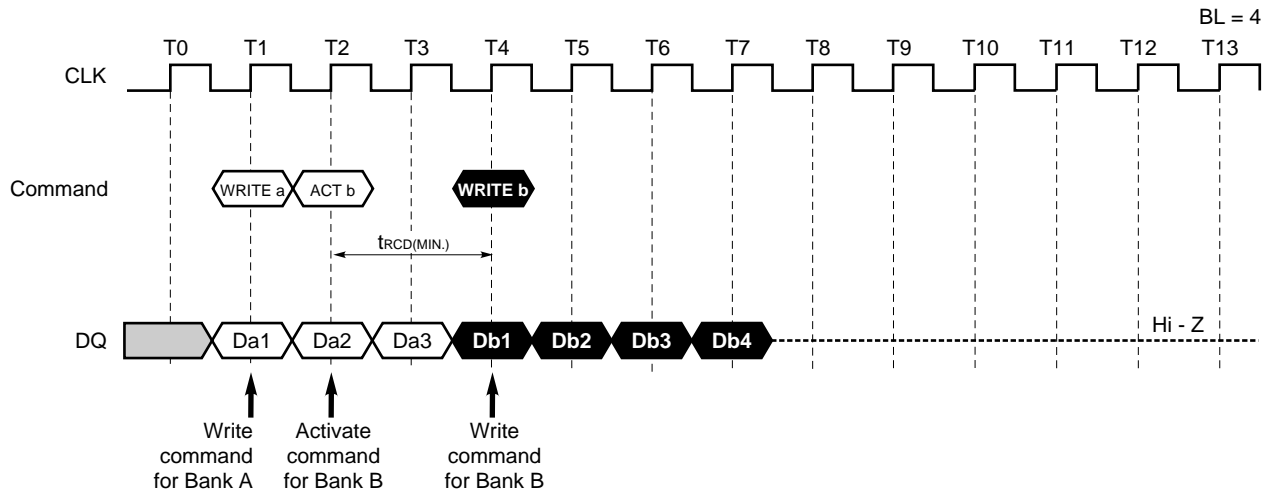 BL = 4
T0 T1 T2 T3 T4 T5 T6 T7 T8 T9 T10 T11 T12 T13
CLK
Command WRITE a ACT b WRITE b
tRCD(MIN.)
DQ Da1 Da2 Da3 Db1 Db2 Db3 Db4 Hi - Z
Write
command
for Bank A
Activate
command
for Bank B
Write
command
for Bank B